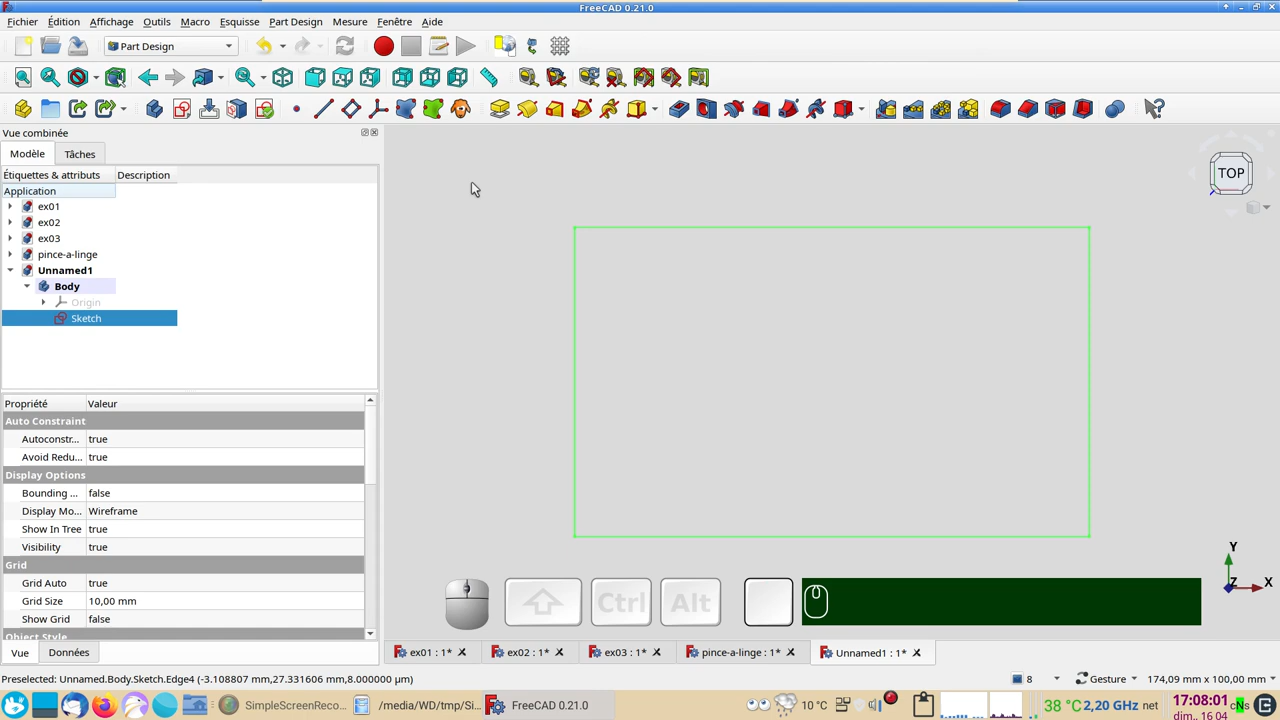 FreeCAD 0.21.0
Fichier Édition Affichage Outils Macro Esquisse Part Design Mesure Fenêtre Aide
Part Design
Vue combinée
Modèle Tâches
Étiquettes & attributs Description
Application
ex01
ex02
ex03
pince-a-linge
Unnamed1
Body
Origin
Sketch
TOP
Propriété Valeur
Auto Constraint
Autoconstr... true
Avoid Redu... true
Display Options
Bounding ... false
Display Mo... Wireframe
Show In Tree true
Visibility true
Grid
Grid Auto true
Grid Size 10,00 mm
Show Grid false
Object Style
Ctrl Alt
Y
Z X
Vue Données
ex01 : 1* ex02 : 1* ex03 : 1* pince-a-linge : 1* Unnamed1 : 1*
Preselected: Unnamed.Body.Sketch.Edge4 (-3.108807 mm,27.331606 mm,8.000000 µm) 8 Gesture 174,09 mm x 100,00 mm
SimpleScreenReco... /media/WD/tmp/Si... FreeCAD 0.21.0 10 °C 38 °C 2,20 GHz net 17:08:01 cNs
dim.. 16 04